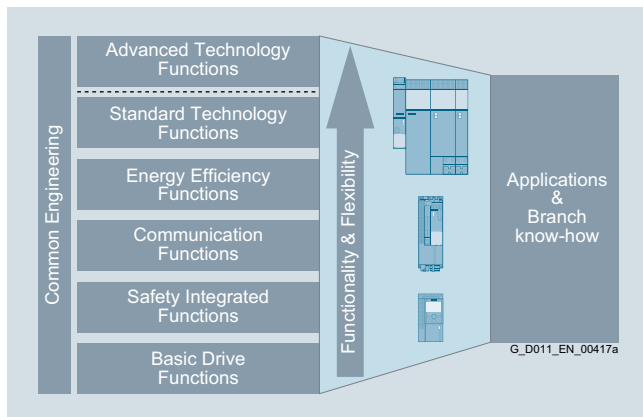 Common Engineering
Advanced Technology
Functions
Standard Technology
Functions
Energy Efficiency
Functions
Communication
Functions
Safety Integrated
Functions
Basic Drive
Functions
Functionality & Flexibility
Applications
&
Branch
know-how
G_D011_EN_00417a